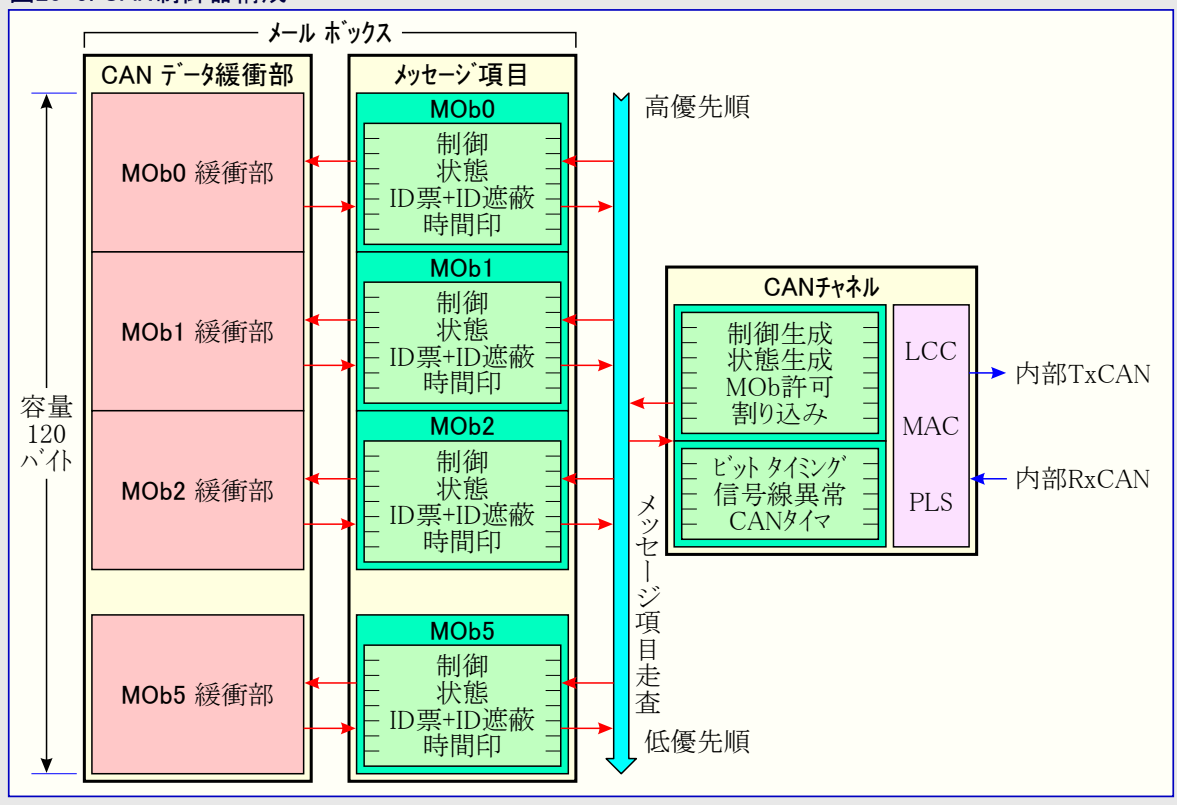 メール ボックス
CAN データ緩衝部
メッセージ項目
MOb0
高優先順
制御
状態
ID票+ID遮蔽
時間印
MOb0 緩衝部
MOb1
制御
状態
ID票+ID遮蔽
時間印
MOb1 緩衝部
CANチャネル
制御生成
状態生成
MOb許可
割り込み
LCC
MAC
PLS
内部TxCAN
内部RxCAN
ビット タイミング
信号線異常
CANタイマ
容量
120
バイト
MOb2
制御
状態
ID票+ID遮蔽
時間印
MOb2 緩衝部
メッセージ項目走査
MOb5
制御
状態
ID票+ID遮蔽
時間印
MOb5 緩衝部
低優先順